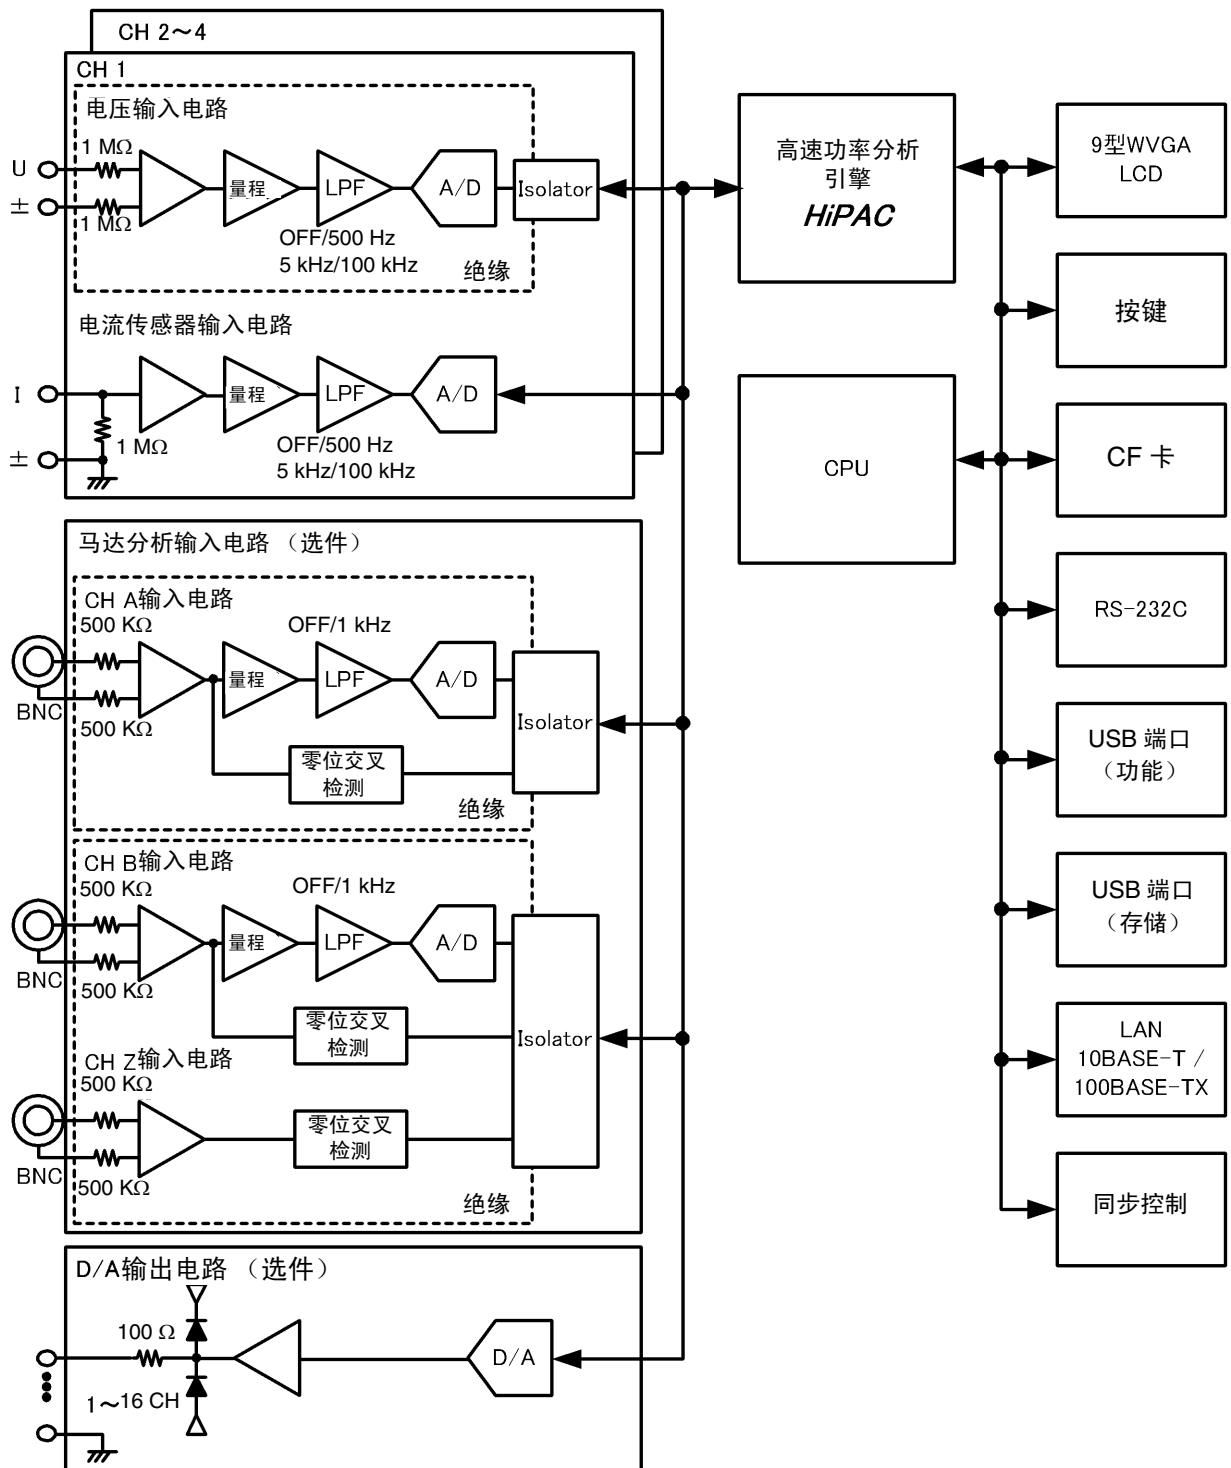 CH 2～4
CH 1
电压输入电路
1 MΩ
U
±
1 MΩ
量程
LPF
A/D
Isolator
OFF/500 Hz
5 kHz/100 kHz
绝缘
电流传感器输入电路
I
±
1 MΩ
量程
LPF
A/D
OFF/500 Hz
5 kHz/100 kHz
马达分析输入电路 （选件）
CH A输入电路
500 KΩ
BNC
500 KΩ
OFF/1 kHz
量程
LPF
A/D
Isolator
零位交叉
检测
绝缘
CH B输入电路
500 KΩ
BNC
500 KΩ
OFF/1 kHz
量程
LPF
A/D
Isolator
零位交叉
检测
CH Z输入电路
500 KΩ
BNC
500 KΩ
零位交叉
检测
绝缘
D/A输出电路 （选件）
100 Ω
1～16 CH
D/A
高速功率分析
引擎
HiPAC
CPU
9型WVGA
LCD
按键
CF 卡
RS-232C
USB 端口
（功能）
USB 端口
（存储）
LAN
10BASE-T /
100BASE-TX
同步控制